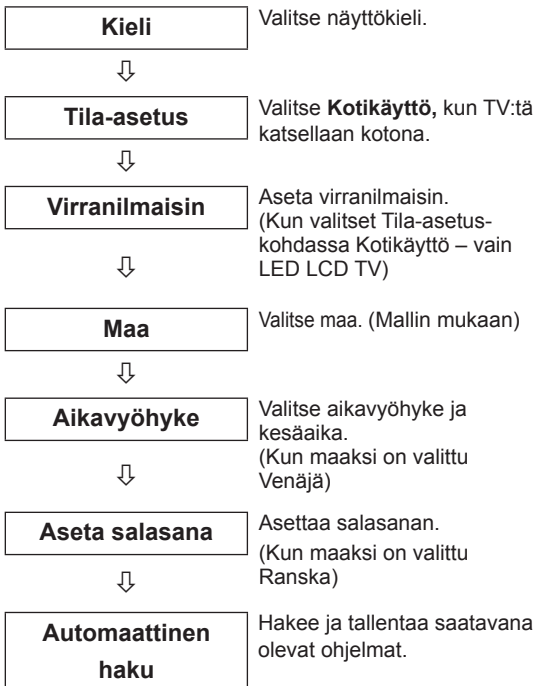 Kieli
Valitse näyttökieli.
⇩
Tila-asetus
Valitse Kotikäyttö, kun TV:tä
katsellaan kotona.
⇩
Virranilmaisin
Aseta virranilmaisin.
(Kun valitset Tila-asetus-
kohdassa Kotikäyttö – vain
LED LCD TV)
⇩
Maa
Valitse maa. (Mallin mukaan)
⇩
Aikavyöhyke
Valitse aikavyöhyke ja
kesäaika.
(Kun maaksi on valittu
Venäjä)
⇩
Aseta salasana
Asettaa salasanan.
(Kun maaksi on valittu
Ranska)
⇩
Automaattinen
haku
Hakee ja tallentaa saatavana
olevat ohjelmat.